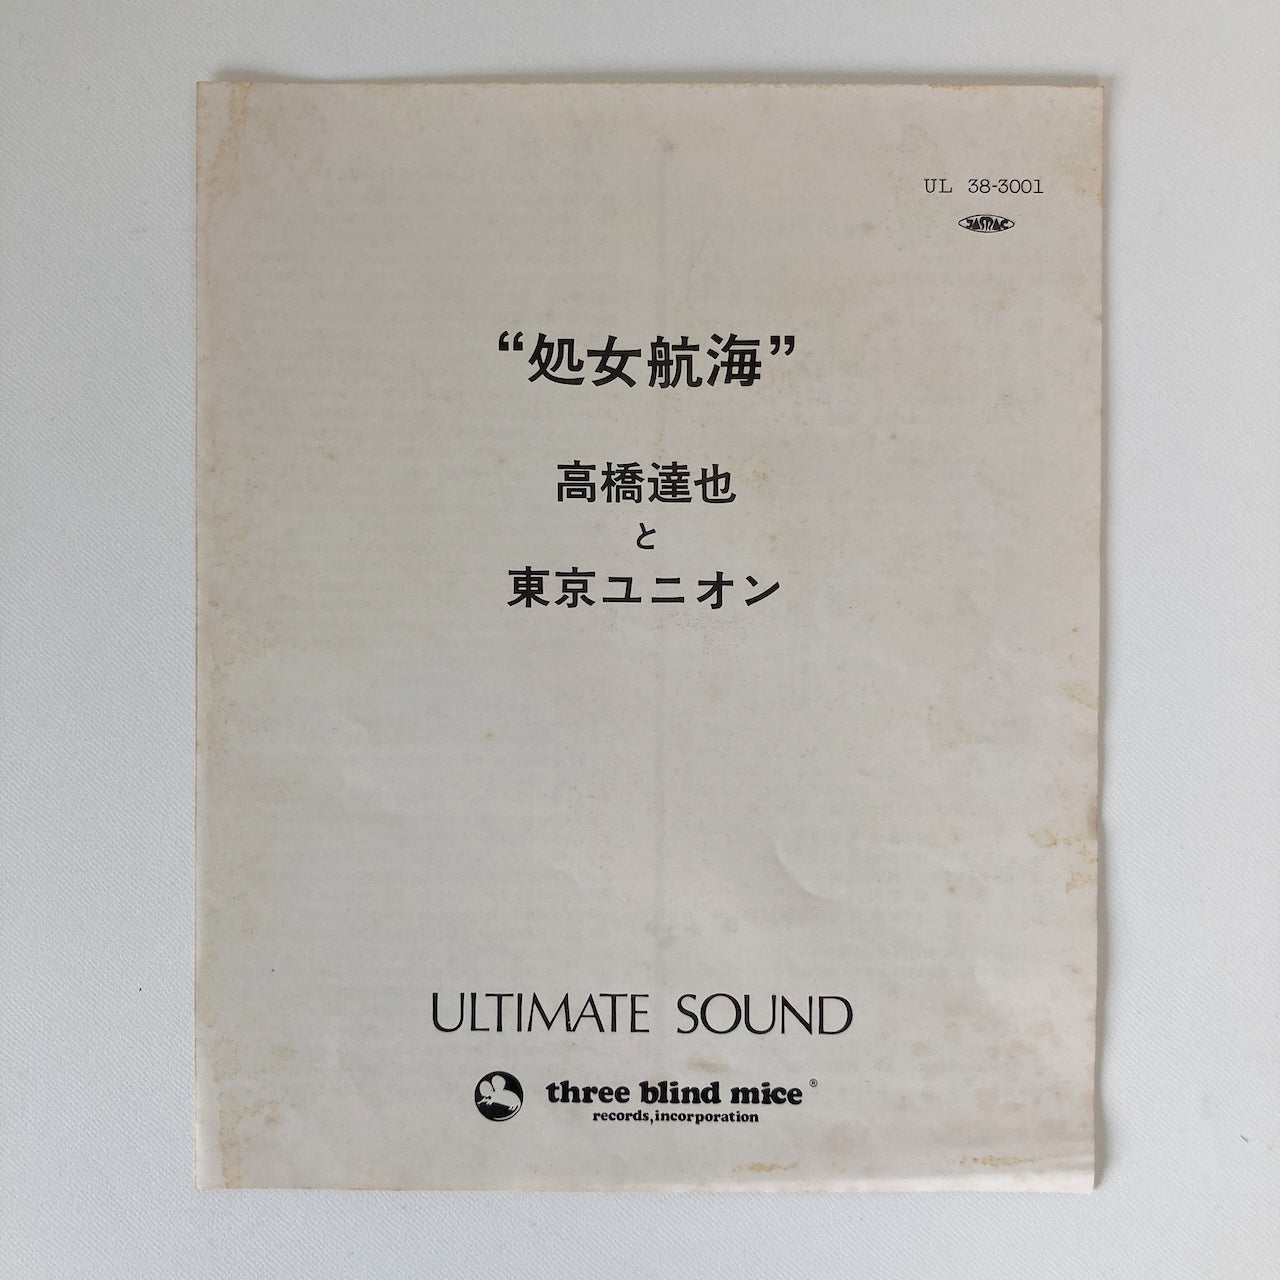 UL 38-3001
JASRAC
“処女航海”
高橋達也
と
東京ユニオン
ULTIMATE SOUND
three blind mice ®
records, incorporation